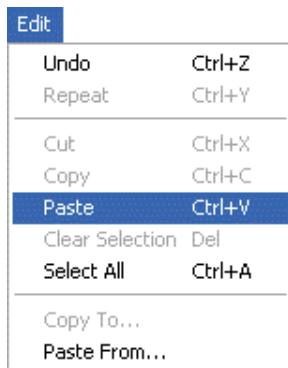 Edit
Undo Ctrl+Z
Repeat Ctrl+Y
Cut Ctrl+X
Copy Ctrl+C
Paste Ctrl+V
Clear Selection Del
Select All Ctrl+A
Copy To...
Paste From...